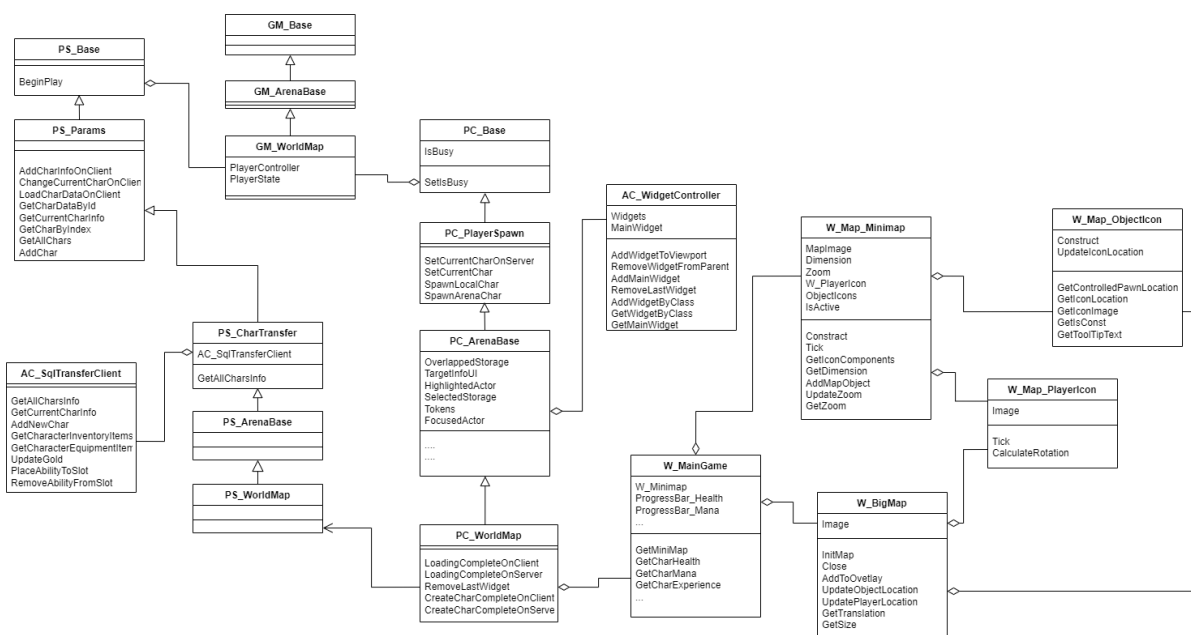 GM_Base
PS_Base
BeginPlay
GM_ArenaBase
PS_Params
AddCharInfoOnClient
ChangeCurrentCharOnClien
LoadCharDataOnClient
GetCharDataById
GetCurrentCharInfo
GetCharByIndex
GetAllChars
AddChar
GM_WorldMap
PlayerController
PlayerState
PC_Base
IsBusy
SetIsBusy
PC_PlayerSpawn
SetCurrentCharOnServer
SetCurrentChar
SpawnLocalChar
SpawnArenaChar
AC_WidgetController
Widgets
MainWidget
AddWidgetToViewport
RemoveWidgetFromParent
AddMainWidget
RemoveLastWidget
AddWidgetByClass
GetWidgetByClass
GetMainWidget
W_Map_Minimap
MapImage
Dimension
Zoom
W_PlayerIcon
ObjectIcons
IsActive
Constract
Tick
GetIconComponents
GetDimension
AddMapObject
UpdateZoom
GetZoom
W_Map_ObjectIcon
Construct
UpdateIconLocation
GetControlledPawnLocation
GetIconLocation
GetIconImage
GetIsConst
GetToolTipText
PS_CharTransfer
AC_SqlTransferClient
GetAllCharsInfo
PC_ArenaBase
OverlappedStorage
TargetInfoUI
HighlightedActor
SelectedStorage
Tokens
FocusedActor
....
....
AC_SqlTransferClient
GetAllCharsInfo
GetCurrentCharInfo
AddNewChar
GetCharacterInventoryItems
GetCharacterEquipmentItem
UpdateGold
PlaceAbilityToSlot
RemoveAbilityFromSlot
PS_ArenaBase
PS_WorldMap
W_Map_PlayerIcon
Image
Tick
CalculateRotation
W_MainGame
W_Minimap
ProgressBar_Health
ProgressBar_Mana
...
GetMiniMap
GetCharHealth
GetCharMana
GetCharExperience
...
W_BigMap
Image
InitMap
Close
AddToOvetlay
UpdateObjectLocation
UpdatePlayerLocation
GetTranslation
GetSize
PC_WorldMap
LoadingCompleteOnClient
LoadingCompleteOnServer
RemoveLastWidget
CreateCharCompleteOnClient
CreateCharCompleteOnServe